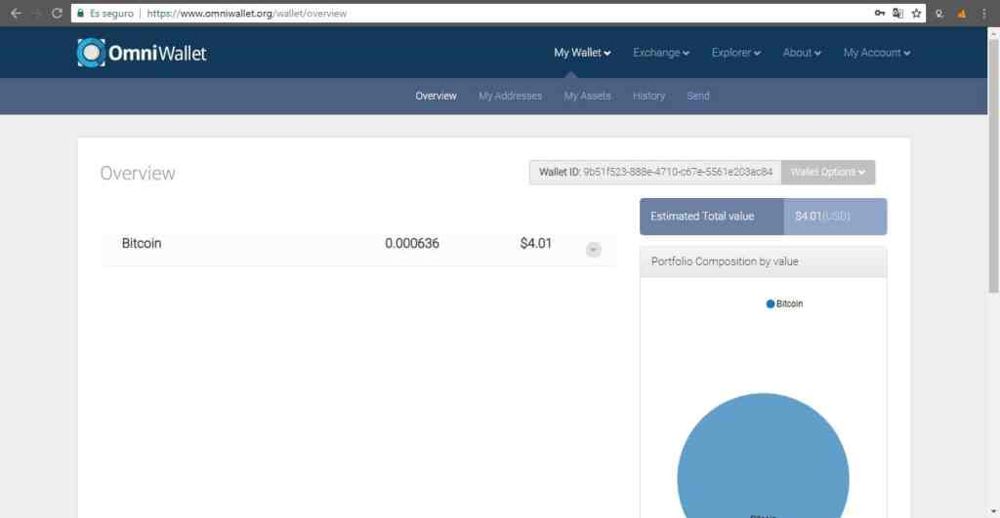 Es seguro | https://www.omniwallet.org/wallet/overview
OmniWallet
My Wallet Exchange Explorer About My Account
Overview My Addresses My Assets History Send
Overview
Wallet ID: 9b51f523-888e-4710-c67e-5561e203ac84 Wallet Options
Estimated Total value $4.01(USD)
Bitcoin 0.000636 $4.01
Portfolio Composition by value
Bitcoin
Bitcoin